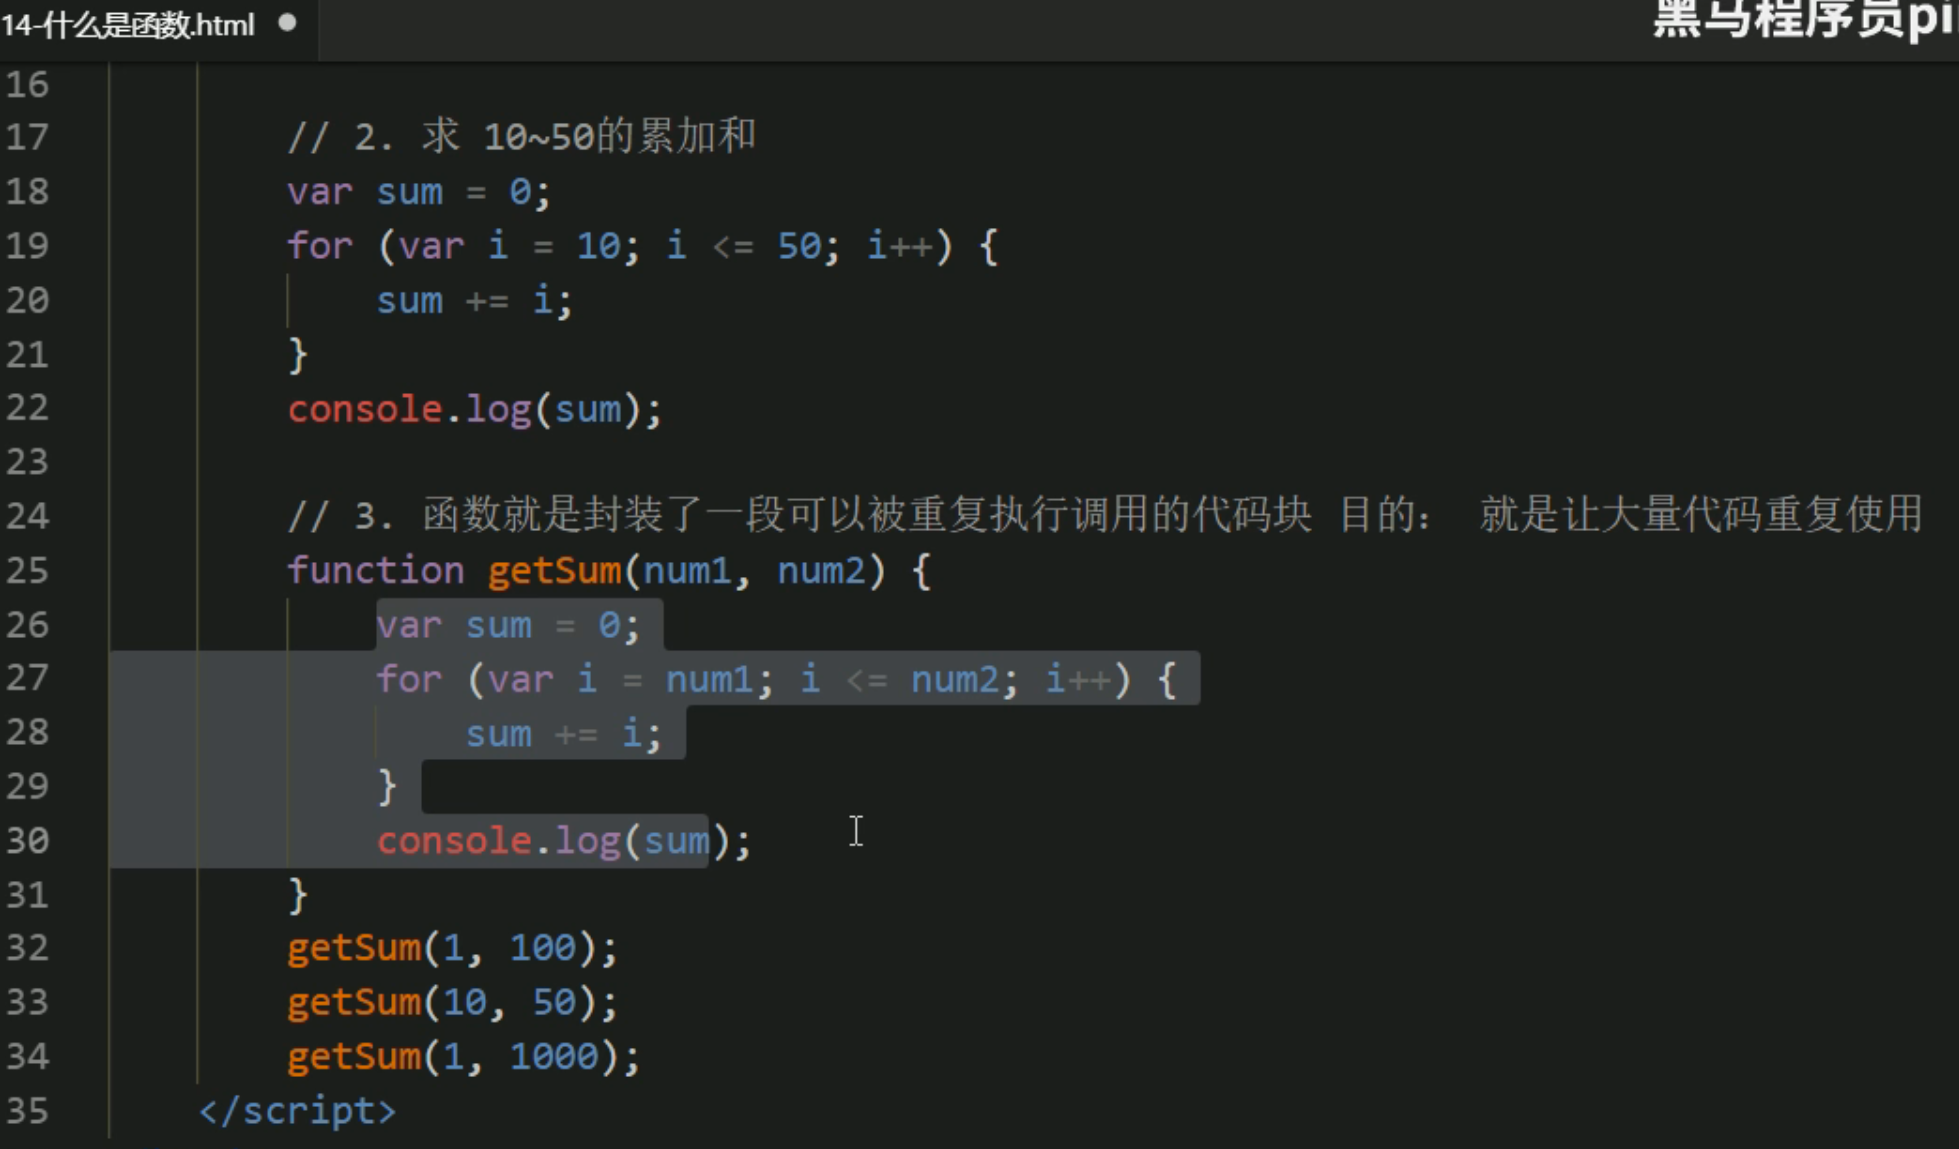 14-什么是函数.html
黑马程序员pi
16
17 // 2. 求 10~50的累加和
18 var sum = 0;
19 for (var i = 10; i <= 50; i++) {
20 sum += i;
21 }
22 console.log(sum);
23
24 // 3. 函数就是封装了一段可以被重复执行调用的代码块 目的： 就是让大量代码重复使用
25 function getSum(num1, num2) {
26 var sum = 0;
27 for (var i = num1; i <= num2; i++) {
28 sum += i;
29 }
30 console.log(sum);
31 }
32 getSum(1, 100);
33 getSum(10, 50);
34 getSum(1, 1000);
35 </script>